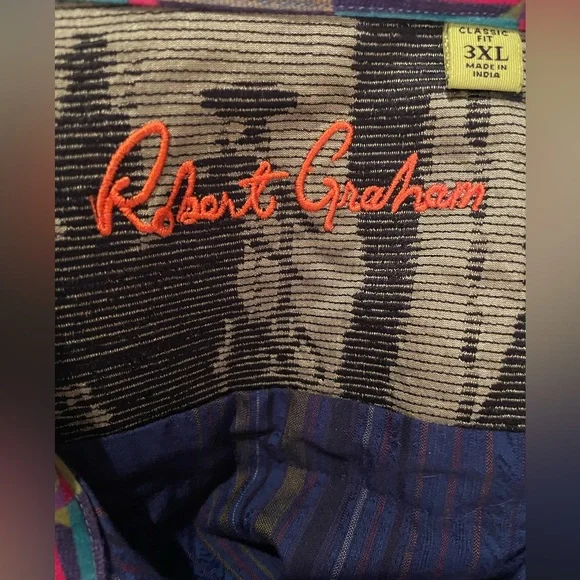 CLASSIC
FIT
3XL
MADE IN
INDIA
Robert Graham